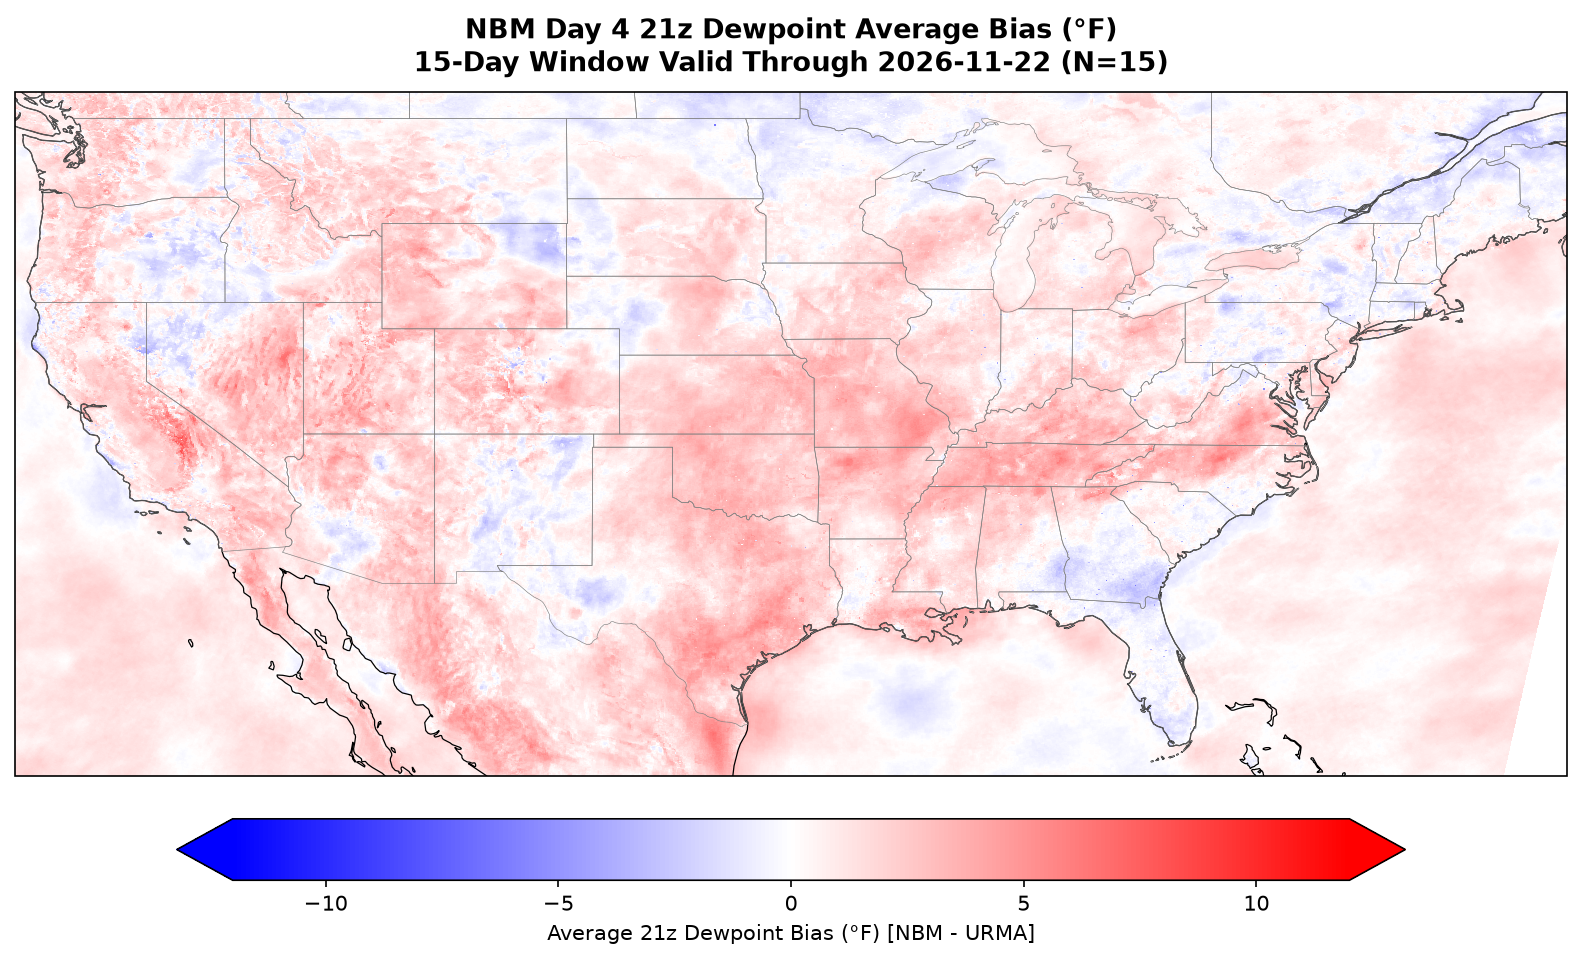 NBM Day 4 21z Dewpoint Average Bias (°F)
15-Day Window Valid Through 2026-11-22 (N=15)
−10 −5 0 5 10
Average 21z Dewpoint Bias (°F) [NBM - URMA]